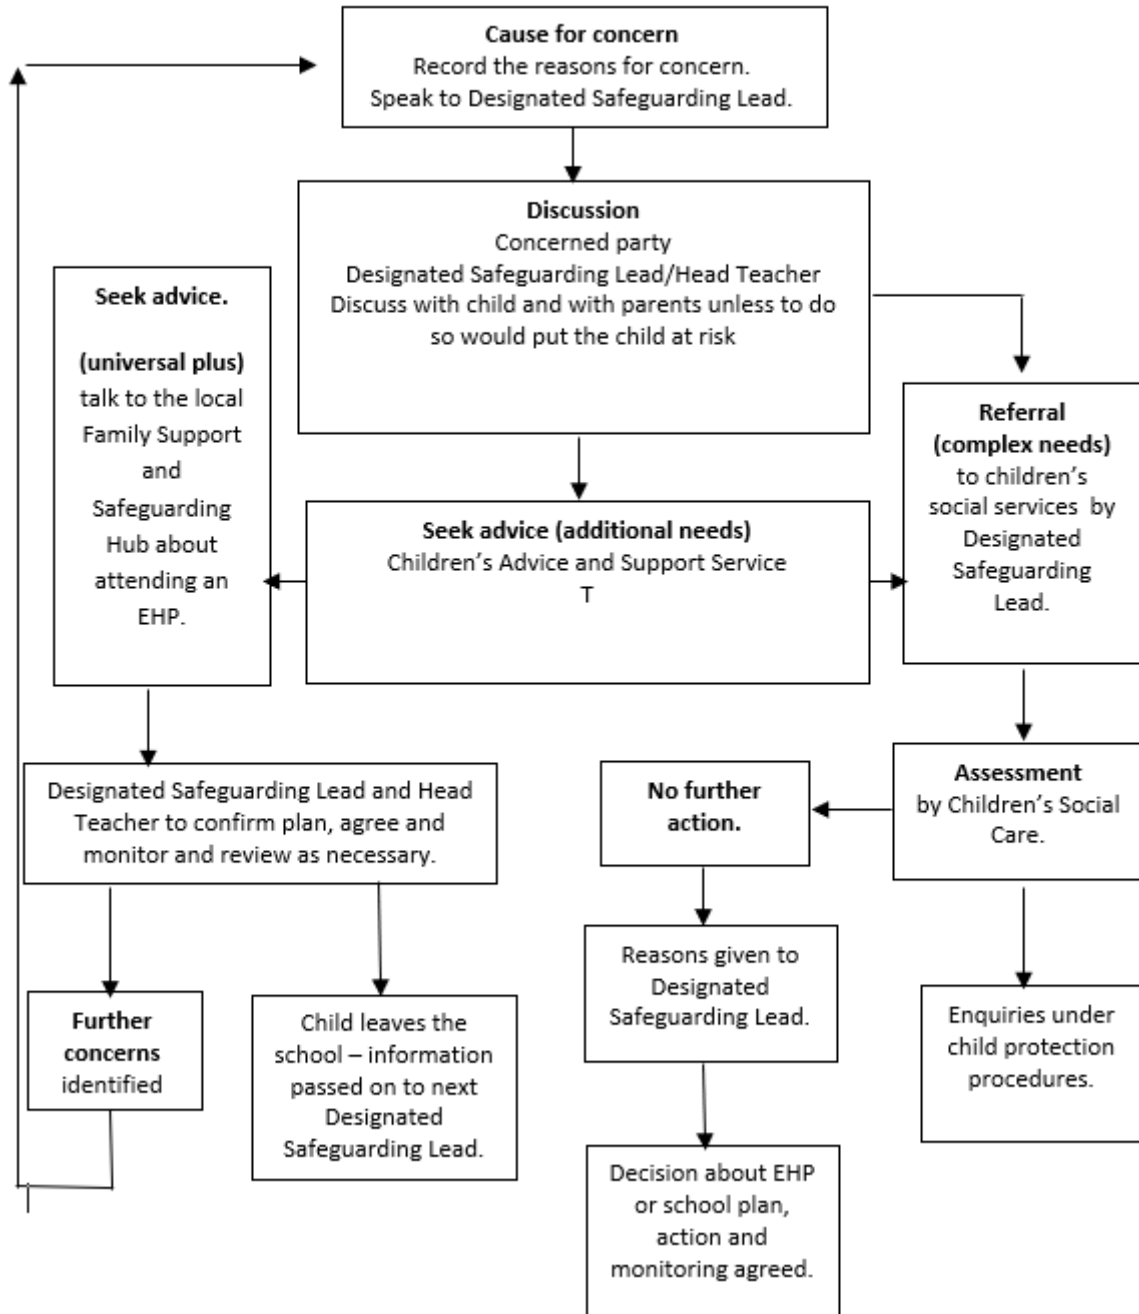 Cause for concern
Record the reasons for concern.
Speak to Designated Safeguarding Lead.
Discussion
Concerned party
Designated Safeguarding Lead/Head Teacher
Discuss with child and with parents unless to do
so would put the child at risk
Seek advice.
(universal plus)
talk to the local
Family Support
and
Safeguarding
Hub about
attending an
EHP.
Referral
(complex needs)
to children's
social services by
Designated
Safeguarding
Lead.
Seek advice (additional needs)
Children's Advice and Support Service
T
Designated Safeguarding Lead and Head
Teacher to confirm plan, agree and
monitor and review as necessary.
No further
action.
Assessment
by Children's Social
Care.
Further
concerns
identified
Child leaves the
school – information
passed on to next
Designated
Safeguarding Lead.
Reasons given to
Designated
Safeguarding Lead.
Enquiries under
child protection
procedures.
Decision about EHP
or school plan,
action and
monitoring agreed.